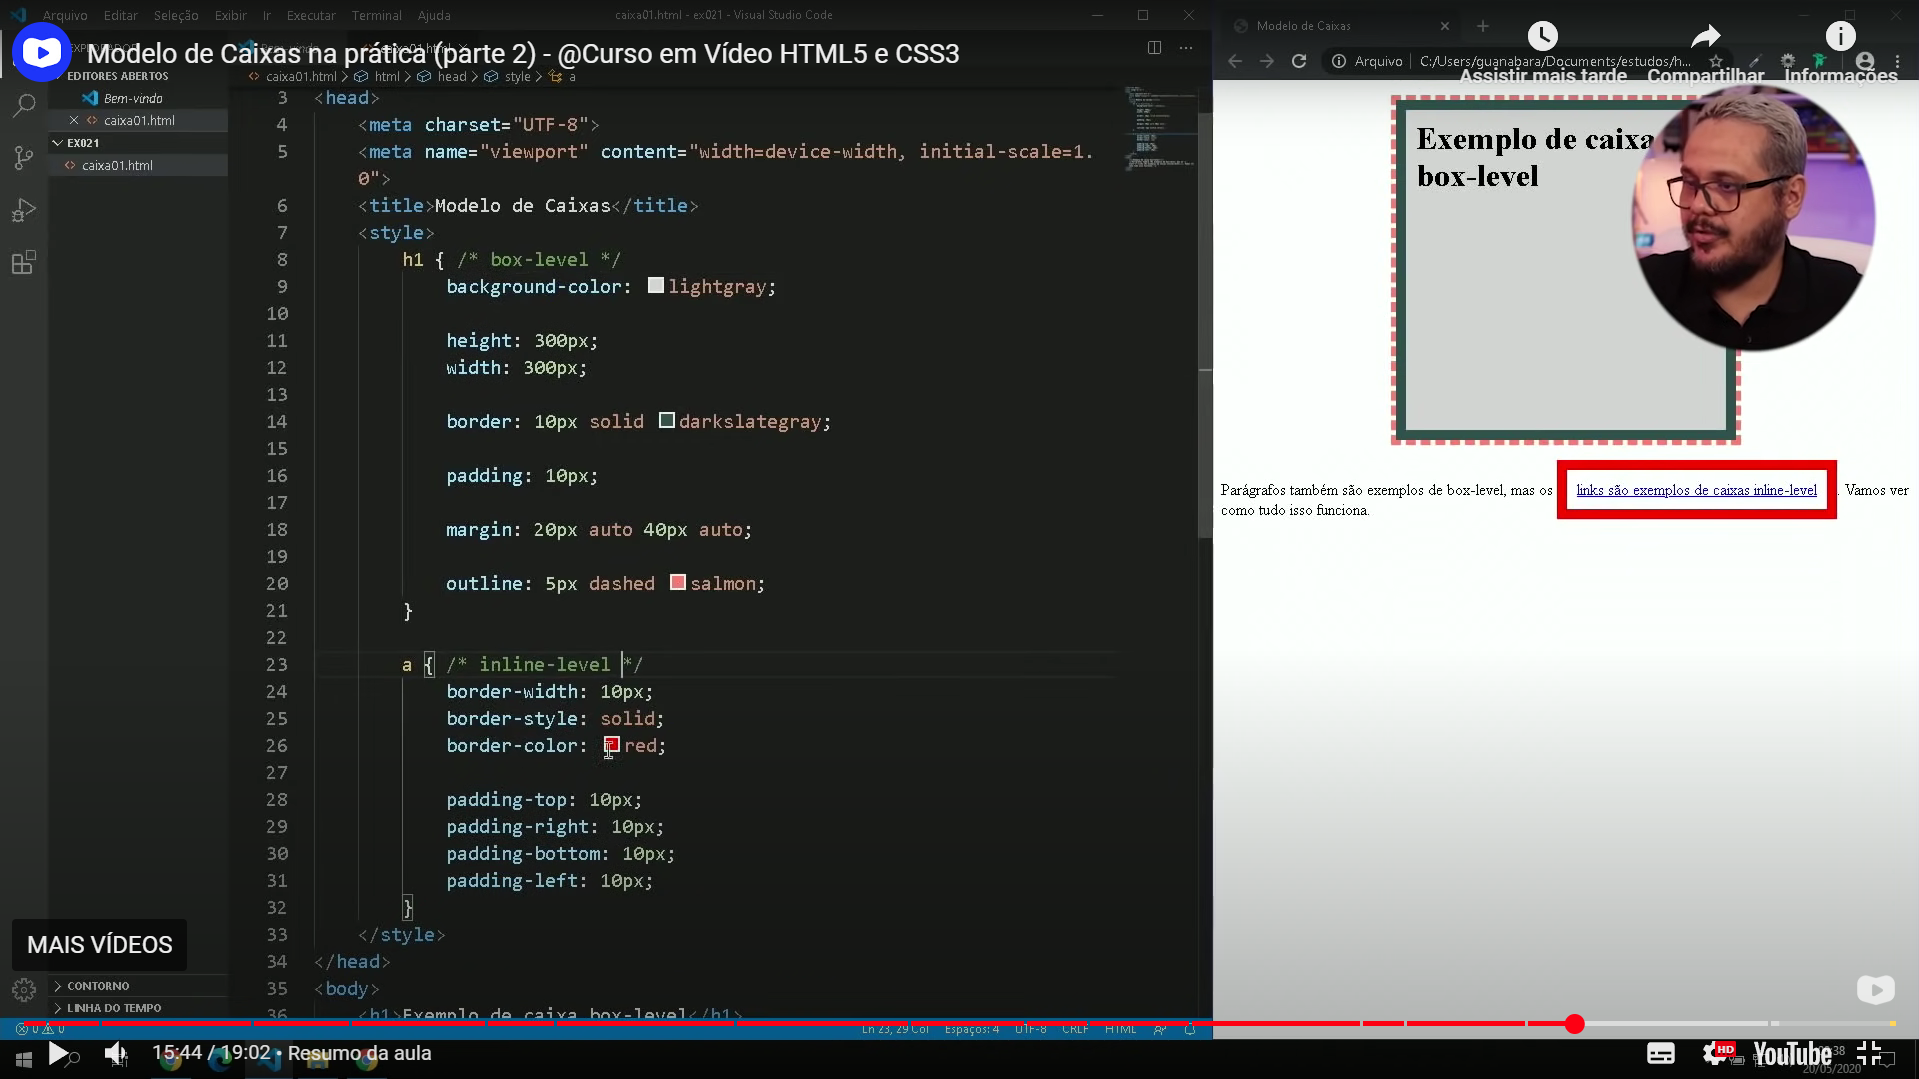 Arquivo Editar Seleção Exibir Ir Executar Terminal Ajuda
caixa01.html - ex021 - Visual Studio Code
Modelo de Caixas na prática (parte 2) - @Curso em Vídeo HTML5 e CSS3
EDITORES ABERTOS
Bem-vindo
caixa01.html
EX021
caixa01.html
caixa01.html > html > head > style > a
3 <head>
4 <meta charset="UTF-8">
5 <meta name="viewport" content="width=device-width, initial-scale=1.
0">
6 <title>Modelo de Caixas</title>
7 <style>
8 h1 { /* box-level */
9 background-color: lightgray;
10
11 height: 300px;
12 width: 300px;
13
14 border: 10px solid darkslategray;
15
16 padding: 10px;
17
18 margin: 20px auto 40px auto;
19
20 outline: 5px dashed salmon;
21 }
22
23 a { /* inline-level */
24 border-width: 10px;
25 border-style: solid;
26 border-color: red;
27
28 padding-top: 10px;
29 padding-right: 10px;
30 padding-bottom: 10px;
31 padding-left: 10px;
32 }
33 </style>
34 </head>
35 <body>
36 <h1>Exemplo de caixa box-level</h1>
MAIS VÍDEOS
CONTORNO
LINHA DO TEMPO
0 0
Ln 23, 29 Col Espaços: 4 UTF-8 CRLF HTML
Modelo de Caixas
Arquivo C:/Users/guanabara/Documents/estudos/h...
Assistir mais tarde Compartilhar Informações
Exemplo de caixa
box-level
Parágrafos também são exemplos de box-level, mas os links são exemplos de caixas inline-level . Vamos ver
como tudo isso funciona.
15:44 / 19:02 • Resumo da aula
HD
YouTube
20/05/2020